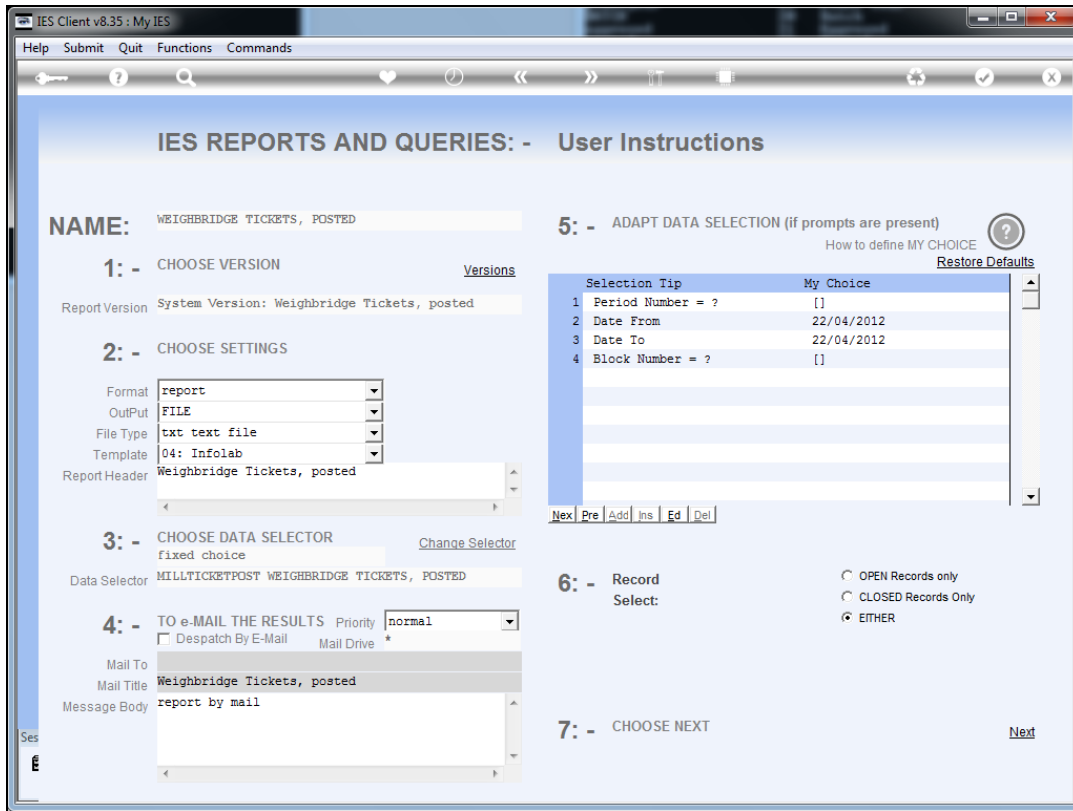 IES Client v8.35 : My IES
Help Submit Quit Functions Commands
IES REPORTS AND QUERIES: - User Instructions
NAME: WEIGHBRIDGE TICKETS, POSTED
1: - CHOOSE VERSION Versions
Report Version System Version: Weighbridge Tickets, posted
2: - CHOOSE SETTINGS
Format report
OutPut FILE
File Type txt text file
Template 04: Infolab
Report Header Weighbridge Tickets, posted
3: - CHOOSE DATA SELECTOR Change Selector
fixed choice
Data Selector MILLTICKETPOST WEIGHBRIDGE TICKETS, POSTED
4: - TO e-MAIL THE RESULTS Priority normal
Despatch By E-Mail Mail Drive *
Mail To
Mail Title Weighbridge Tickets, posted
Message Body report by mail
5: - ADAPT DATA SELECTION (if prompts are present)
How to define MY CHOICE ?
Restore Defaults
Selection Tip My Choice
1 Period Number = ? []
2 Date From 22/04/2012
3 Date To 22/04/2012
4 Block Number = ? []
Nex Pre Add Ins Ed Del
6: - Record Select:
OPEN Records only
CLOSED Records Only
EITHER
7: - CHOOSE NEXT Next
Ses